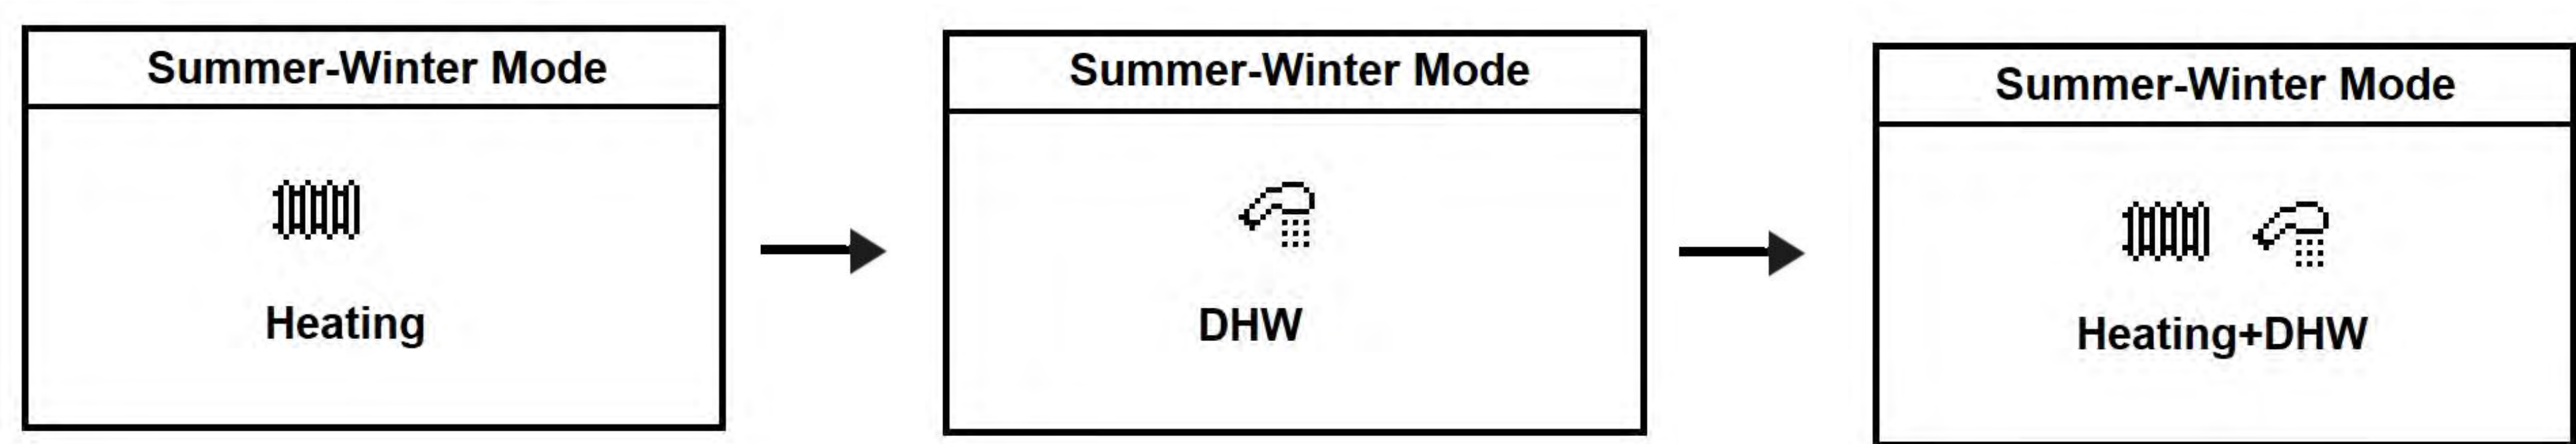 Summer-Winter Mode
Heating
Summer-Winter Mode
DHW
Summer-Winter Mode
Heating+DHW